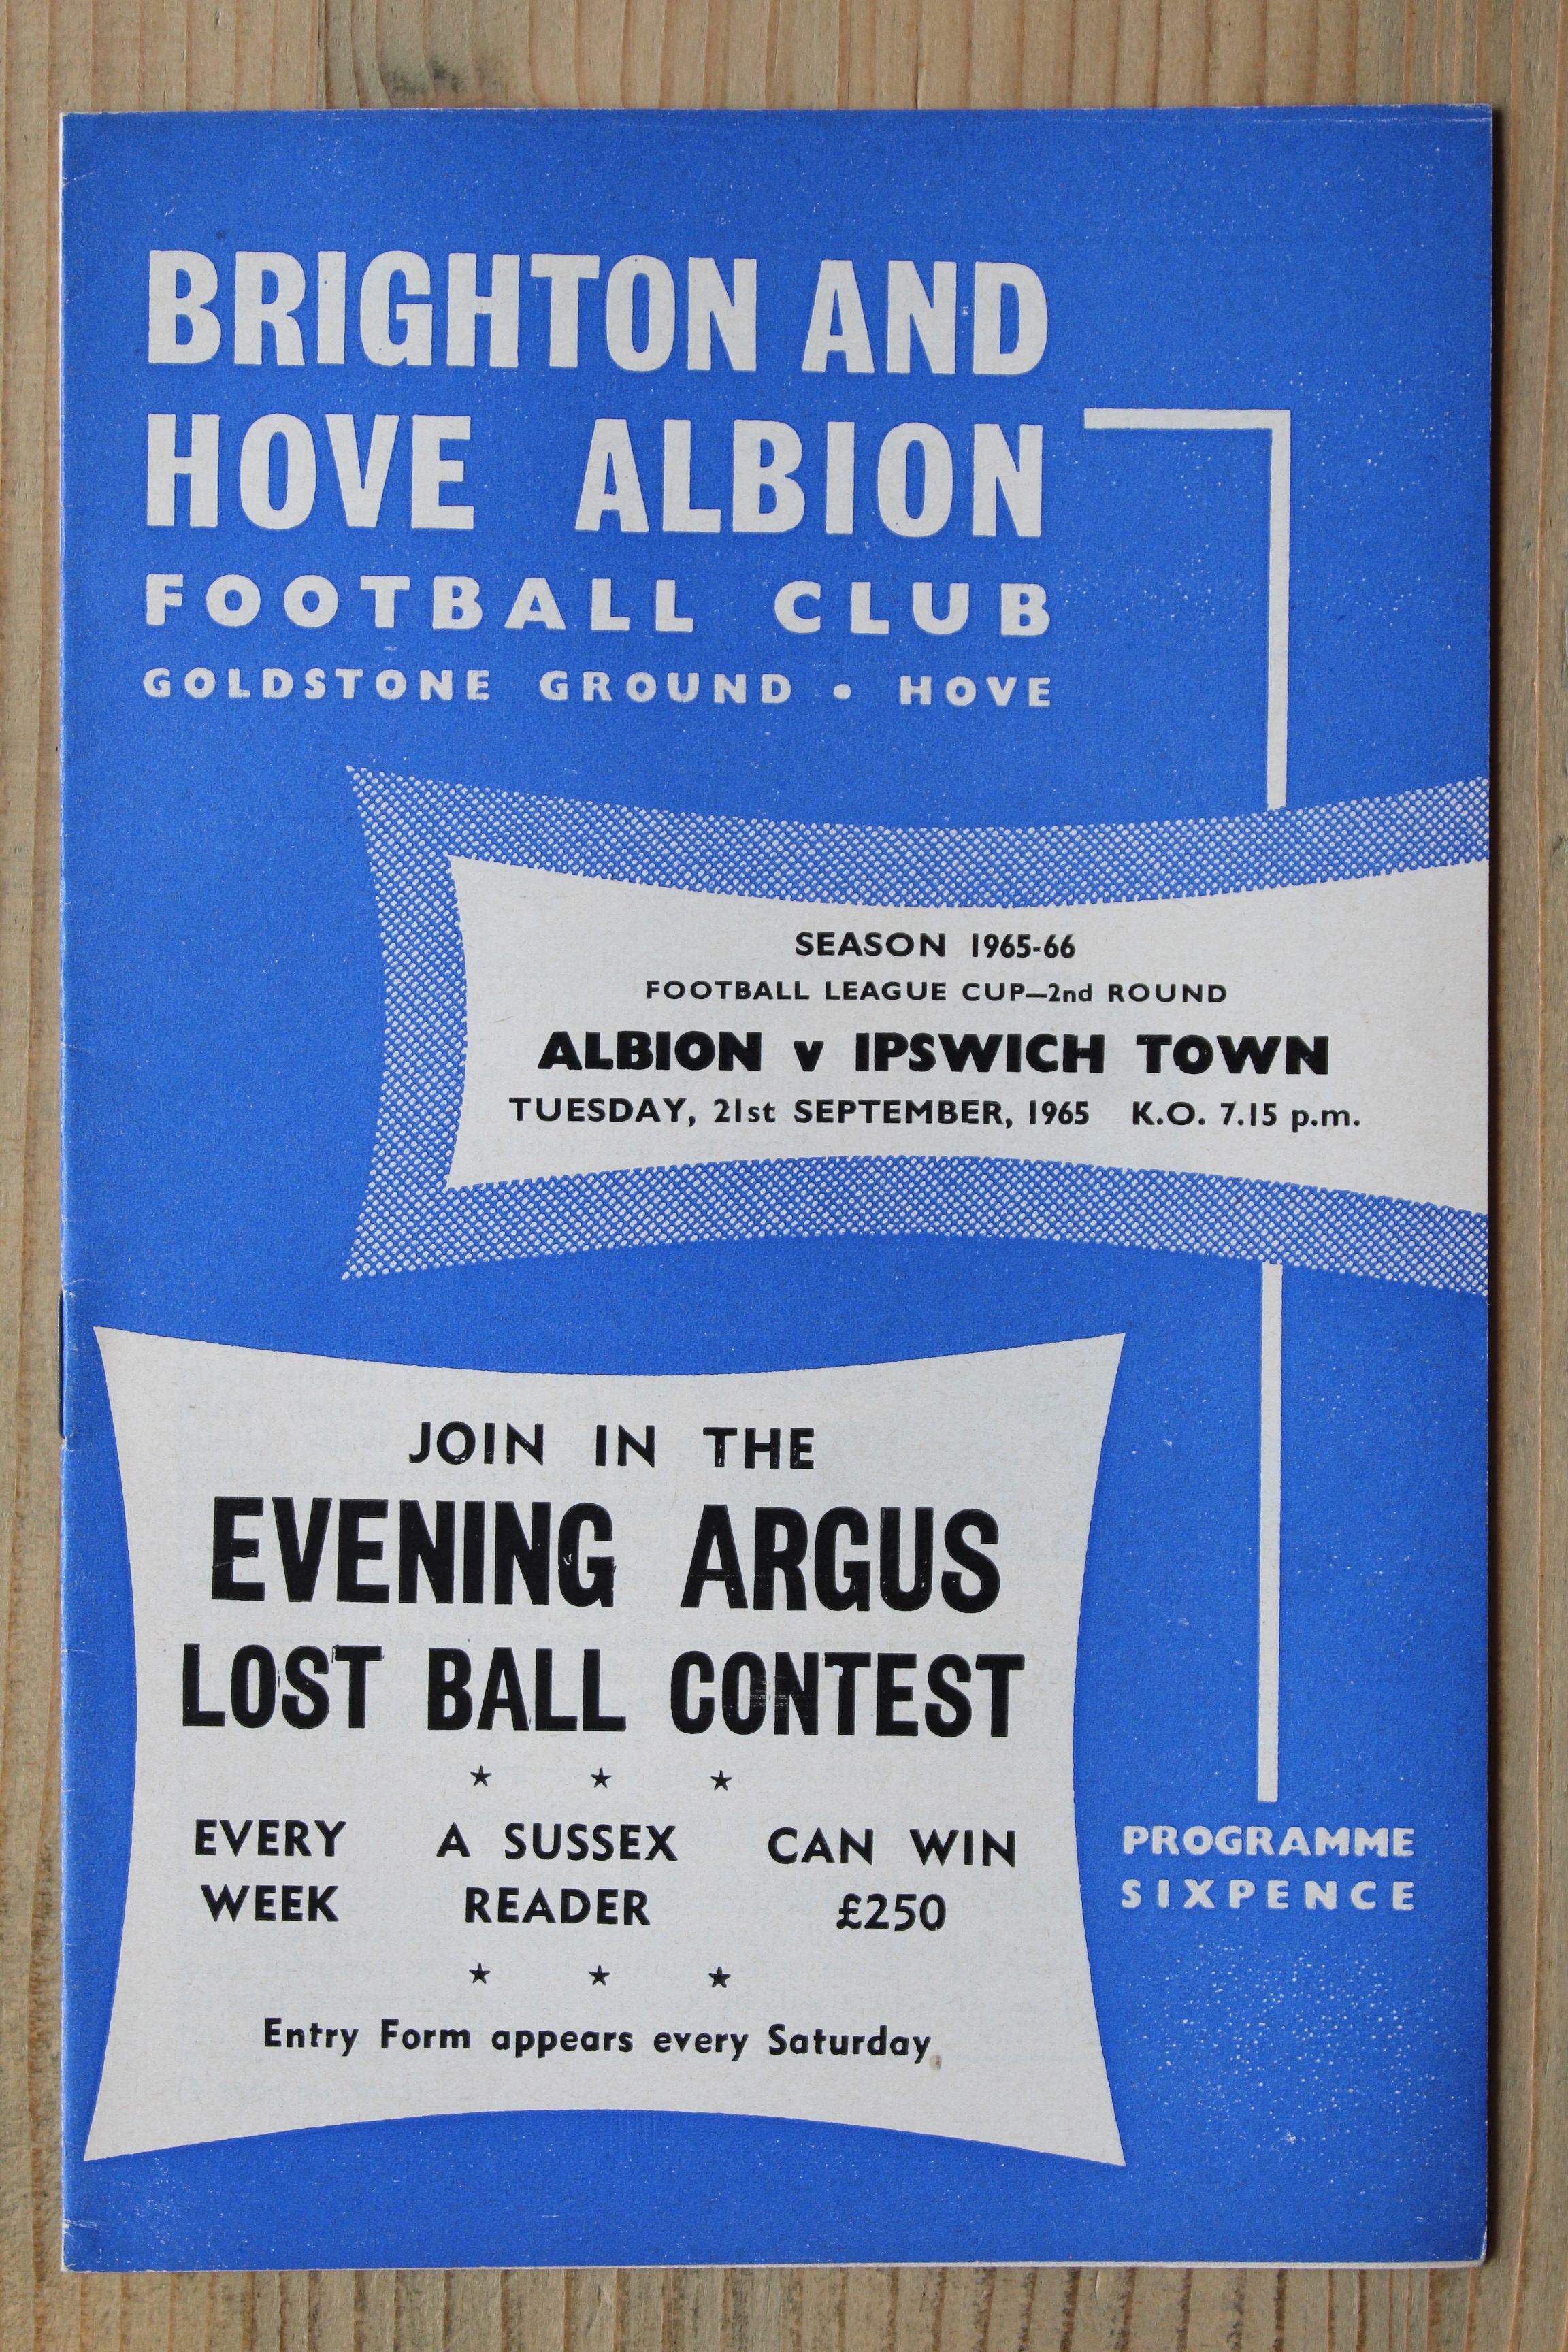 BRIGHTON AND
HOVE ALBION
FOOTBALL CLUB
GOLDSTONE GROUND • HOVE
SEASON 1965-66
FOOTBALL LEAGUE CUP—2nd ROUND
ALBION v IPSWICH TOWN
TUESDAY, 21st SEPTEMBER, 1965 K.O. 7.15 p.m.
JOIN IN THE
EVENING ARGUS
LOST BALL CONTEST
★ ★ ★
EVERY A SUSSEX CAN WIN
WEEK READER £250
★ ★ ★
Entry Form appears every Saturday
PROGRAMME
SIXPENCE